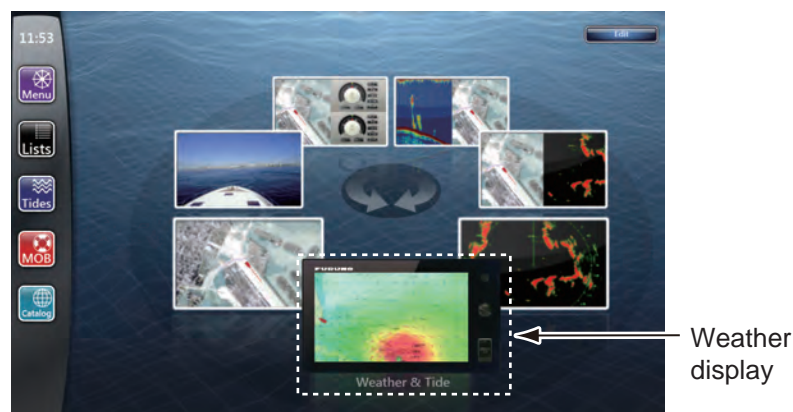 11:53
Edit
Menu
Lists
Tides
MOB
Catalog
FURUNO
Weather & Tide
Weather
display